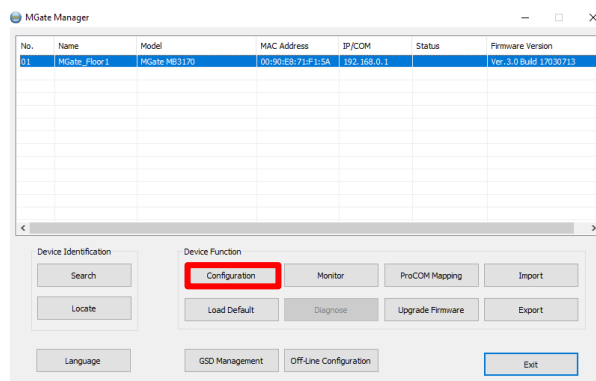 MGate Manager
No. Name Model MAC Address IP/COM Status Firmware Version
01 MGate_Floor1 MGate MB3170 00:90:E8:71:F1:5A 192.168.0.1 Ver.3.0 Build 17030713
Device Identification Device Function
Search Configuration Monitor ProCOM Mapping Import
Locate Load Default Diagnose Upgrade Firmware Export
Language GSD Management Off-Line Configuration Exit